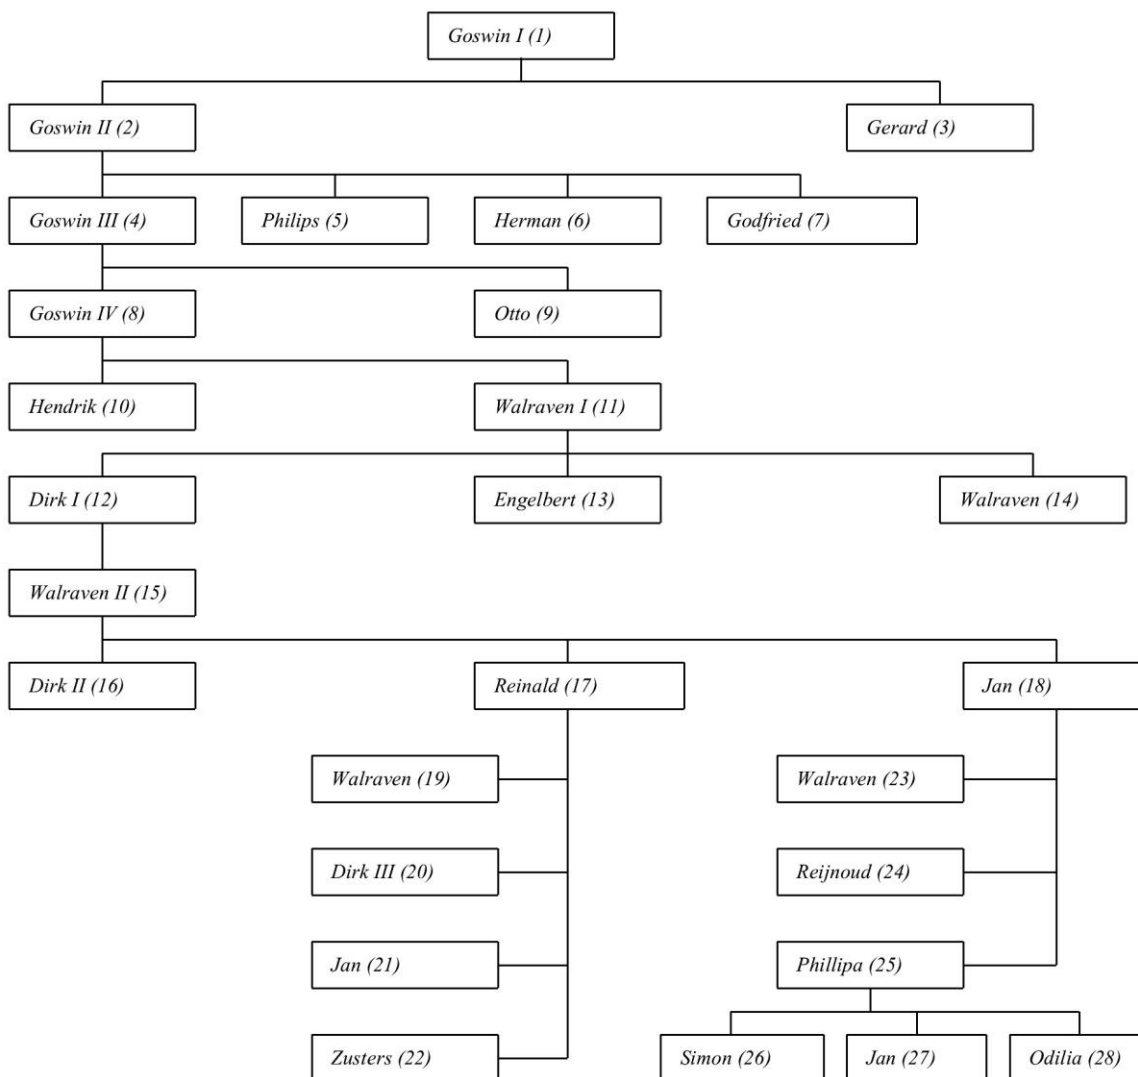 Goswin I (1)
Goswin II (2)
Gerard (3)
Goswin III (4)
Philips (5)
Herman (6)
Godfried (7)
Goswin IV (8)
Otto (9)
Hendrik (10)
Walraven I (11)
Dirk I (12)
Engelbert (13)
Walraven (14)
Walraven II (15)
Dirk II (16)
Reinald (17)
Jan (18)
Walraven (19)
Walraven (23)
Dirk III (20)
Reijnoud (24)
Jan (21)
Phillipa (25)
Zusters (22)
Simon (26)
Jan (27)
Odilia (28)